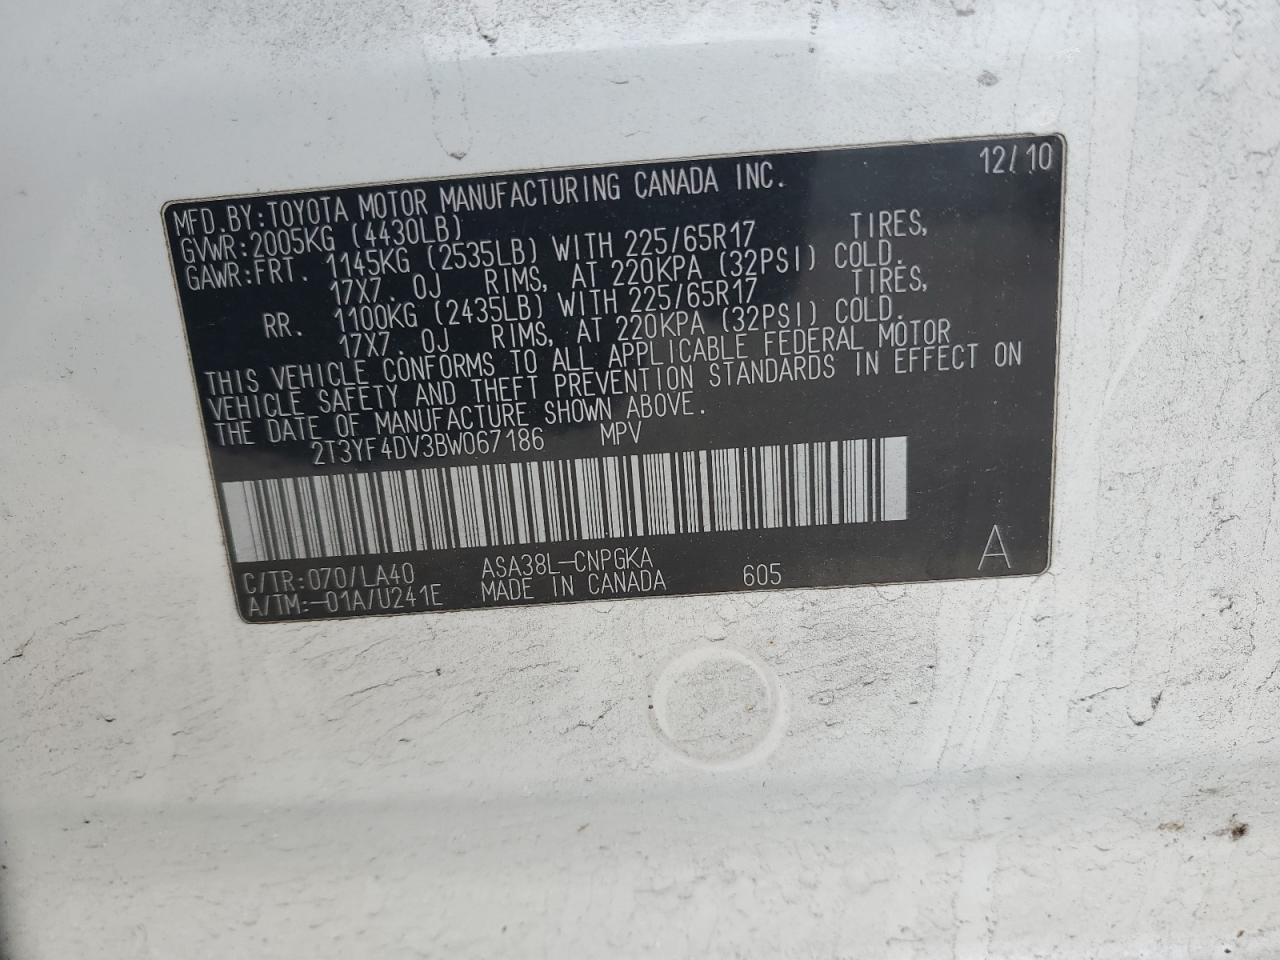 12/10
MFD.BY:TOYOTA MOTOR MANUFACTURING CANADA INC.
GVWR:2005KG (4430LB)
GAWR:FRT. 1145KG (2535LB) WITH 225/65R17 TIRES,
17X7.0J RIMS, AT 220KPA (32PSI) COLD.
RR. 1100KG (2435LB) WITH 225/65R17 TIRES,
17X7.0J RIMS, AT 220KPA (32PSI) COLD.
THIS VEHICLE CONFORMS TO ALL APPLICABLE FEDERAL MOTOR
VEHICLE SAFETY AND THEFT PREVENTION STANDARDS IN EFFECT ON
THE DATE OF MANUFACTURE SHOWN ABOVE.
2T3YF4DV3BW067186 MPV
C/TR:070/LA40 ASA38L-CNPGKA
A/TM:-01A/U241E MADE IN CANADA 605
A